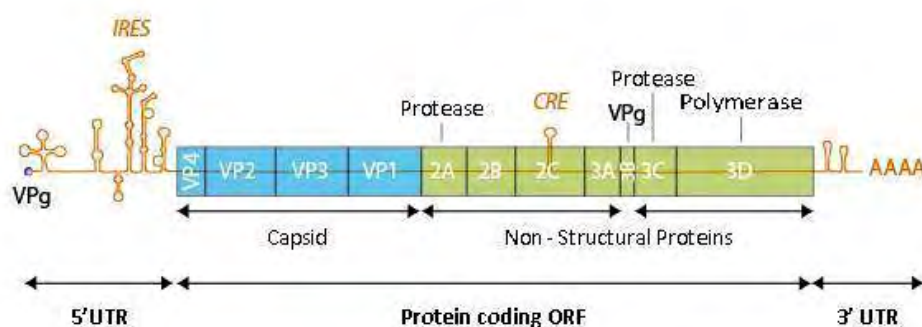 IRES
Protease
CRE
Protease
VPg
Polymerase
VP4 VP2 VP3 VP1 2A 2B 2C 3A 3B 3C 3D
AAAA
VPg
Capsid
Non - Structural Proteins
5'UTR
Protein coding ORF
3' UTR